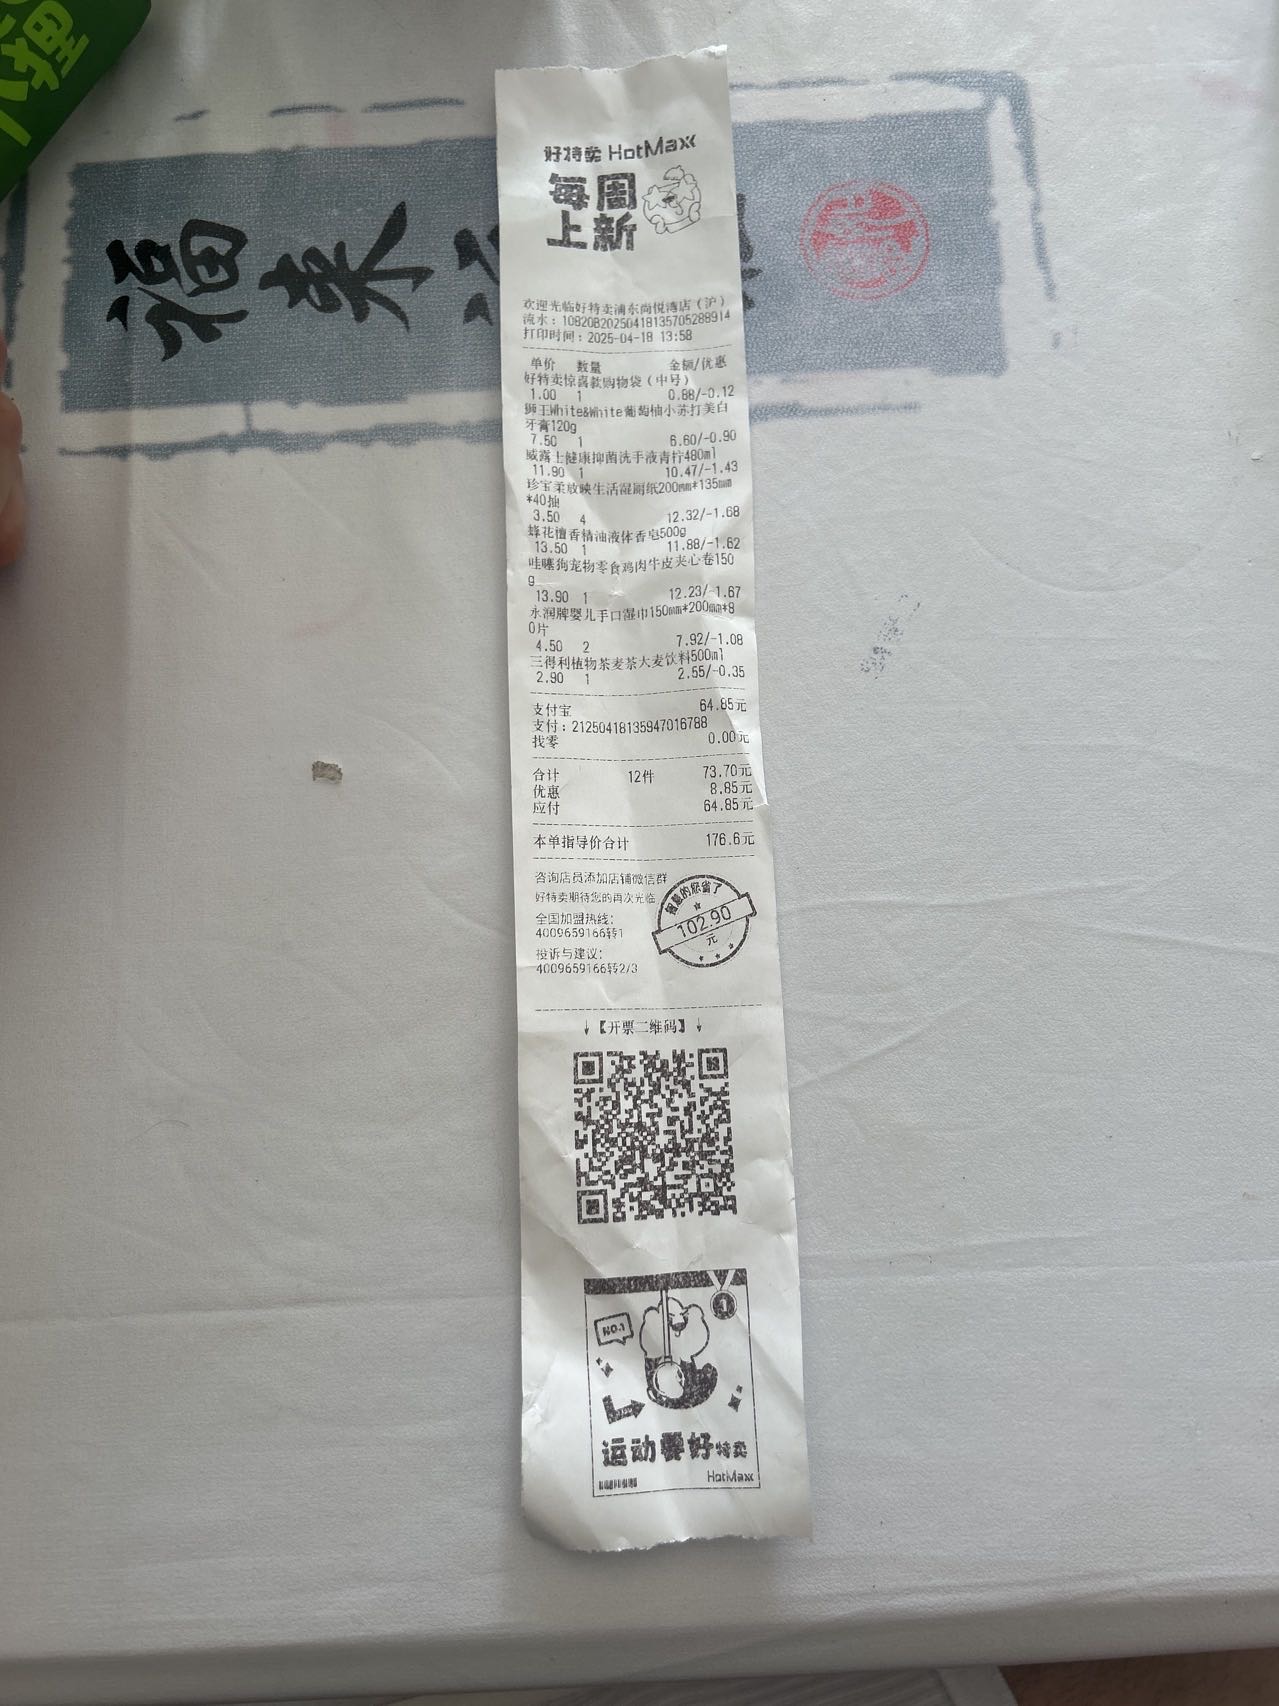 好特卖 HotMaxx
每周
上新
欢迎光临好特卖浦东尚悦湾店（沪）
流水：10820B20250418135705288914
打印时间：2025-04-18 13:58
单价 数量 金额/优惠
好特卖惊喜款购物袋（中号）
1.00 1 0.88/-0.12
狮王White&White葡萄柚小苏打美白
牙膏120g
7.50 1 6.60/-0.90
威露士健康抑菌洗手液青柠480ml
11.90 1 10.47/-1.43
珍宝柔放映生活湿厕纸200mm*135mm
*40抽
3.50 4 12.32/-1.68
蜂花檀香精油液体香皂500g
13.50 1 11.88/-1.62
哇噻狗宠物零食鸡肉牛皮夹心卷150
g
13.90 1 12.23/-1.67
永润牌婴儿手口湿巾150mm*200mm*8
0片
4.50 2 7.92/-1.08
三得利植物茶麦茶大麦饮料500ml
2.90 1 2.55/-0.35
支付宝 64.85元
支付：21250418135947016788
找零 0.00元
合计 12件 73.70元
优惠 8.85元
应付 64.85元
本单指导价合计 176.6元
咨询店员添加店铺微信群
好特卖期待您的再次光临
全国加盟热线：
4009659166转1
投诉与建议：
4009659166转2/3
102.90
元
↓【开票二维码】↓
NO.1
1
运动要好特卖
HotMaxx
福来